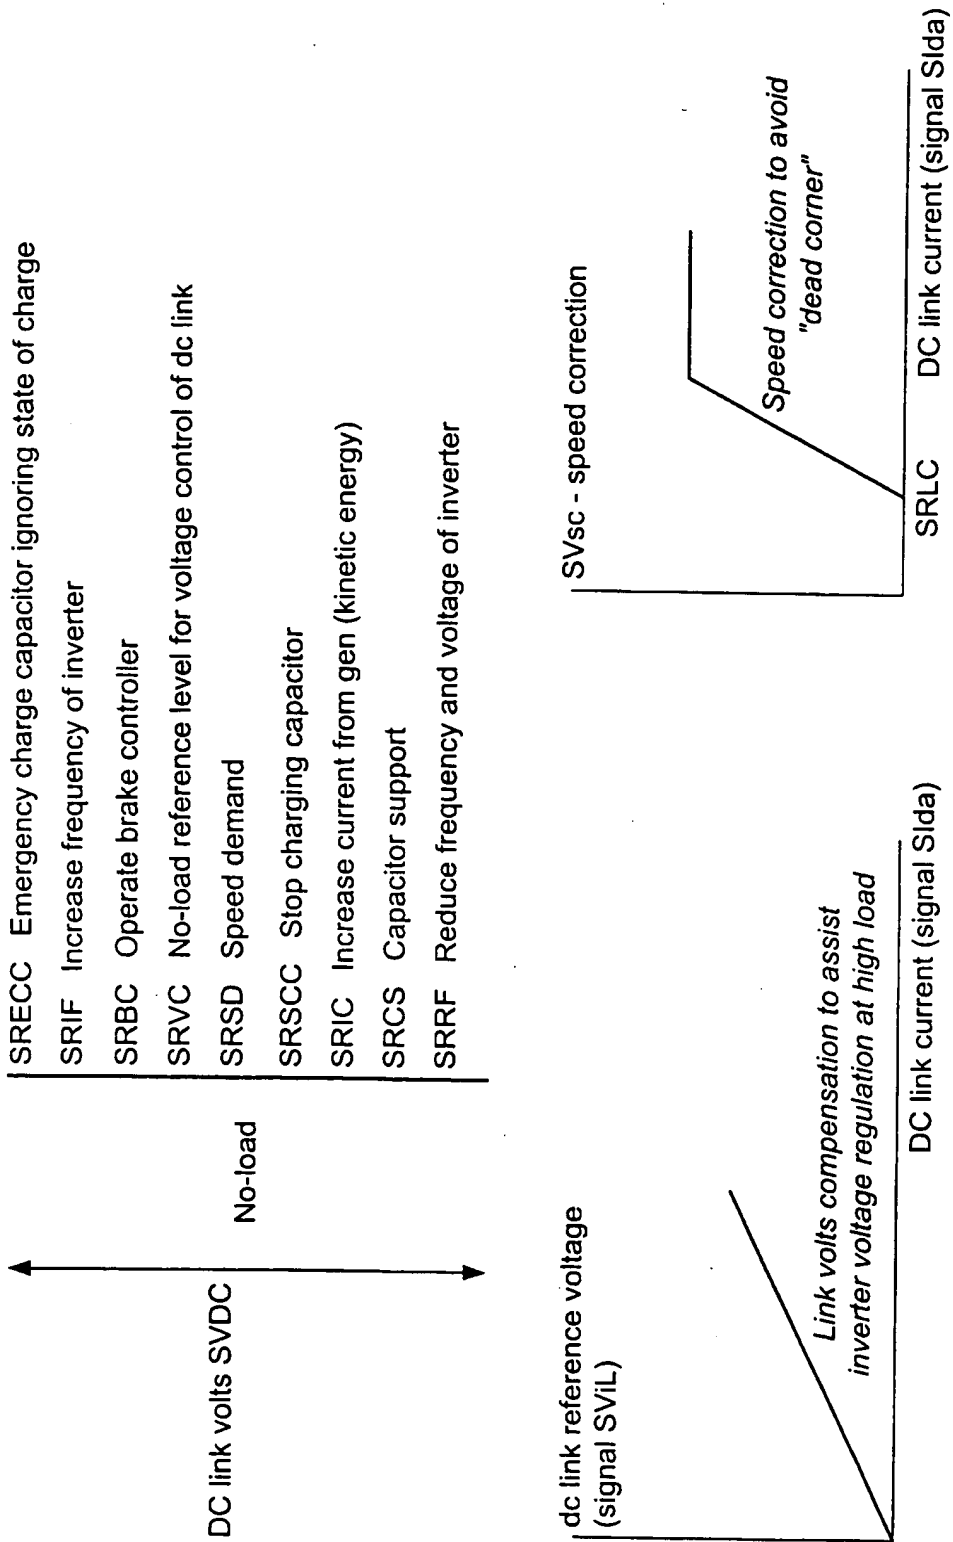 SRECC Emergency charge capacitor ignoring state of charge
SRIF Increase frequency of inverter
SRBC Operate brake controller
SRVC No-load reference level for voltage control of dc link
SRSD Speed demand
SRSCC Stop charging capacitor
SRIC Increase current from gen (kinetic energy)
SRCS Capacitor support
SRRF Reduce frequency and voltage of inverter
DC link volts SVDC
No-load
dc link reference voltage
(signal SViL)
Link volts compensation to assist
inverter voltage regulation at high load
DC link current (signal SIda)
SVsc - speed correction
Speed correction to avoid
"dead corner"
SRLC
DC link current (signal SIda)